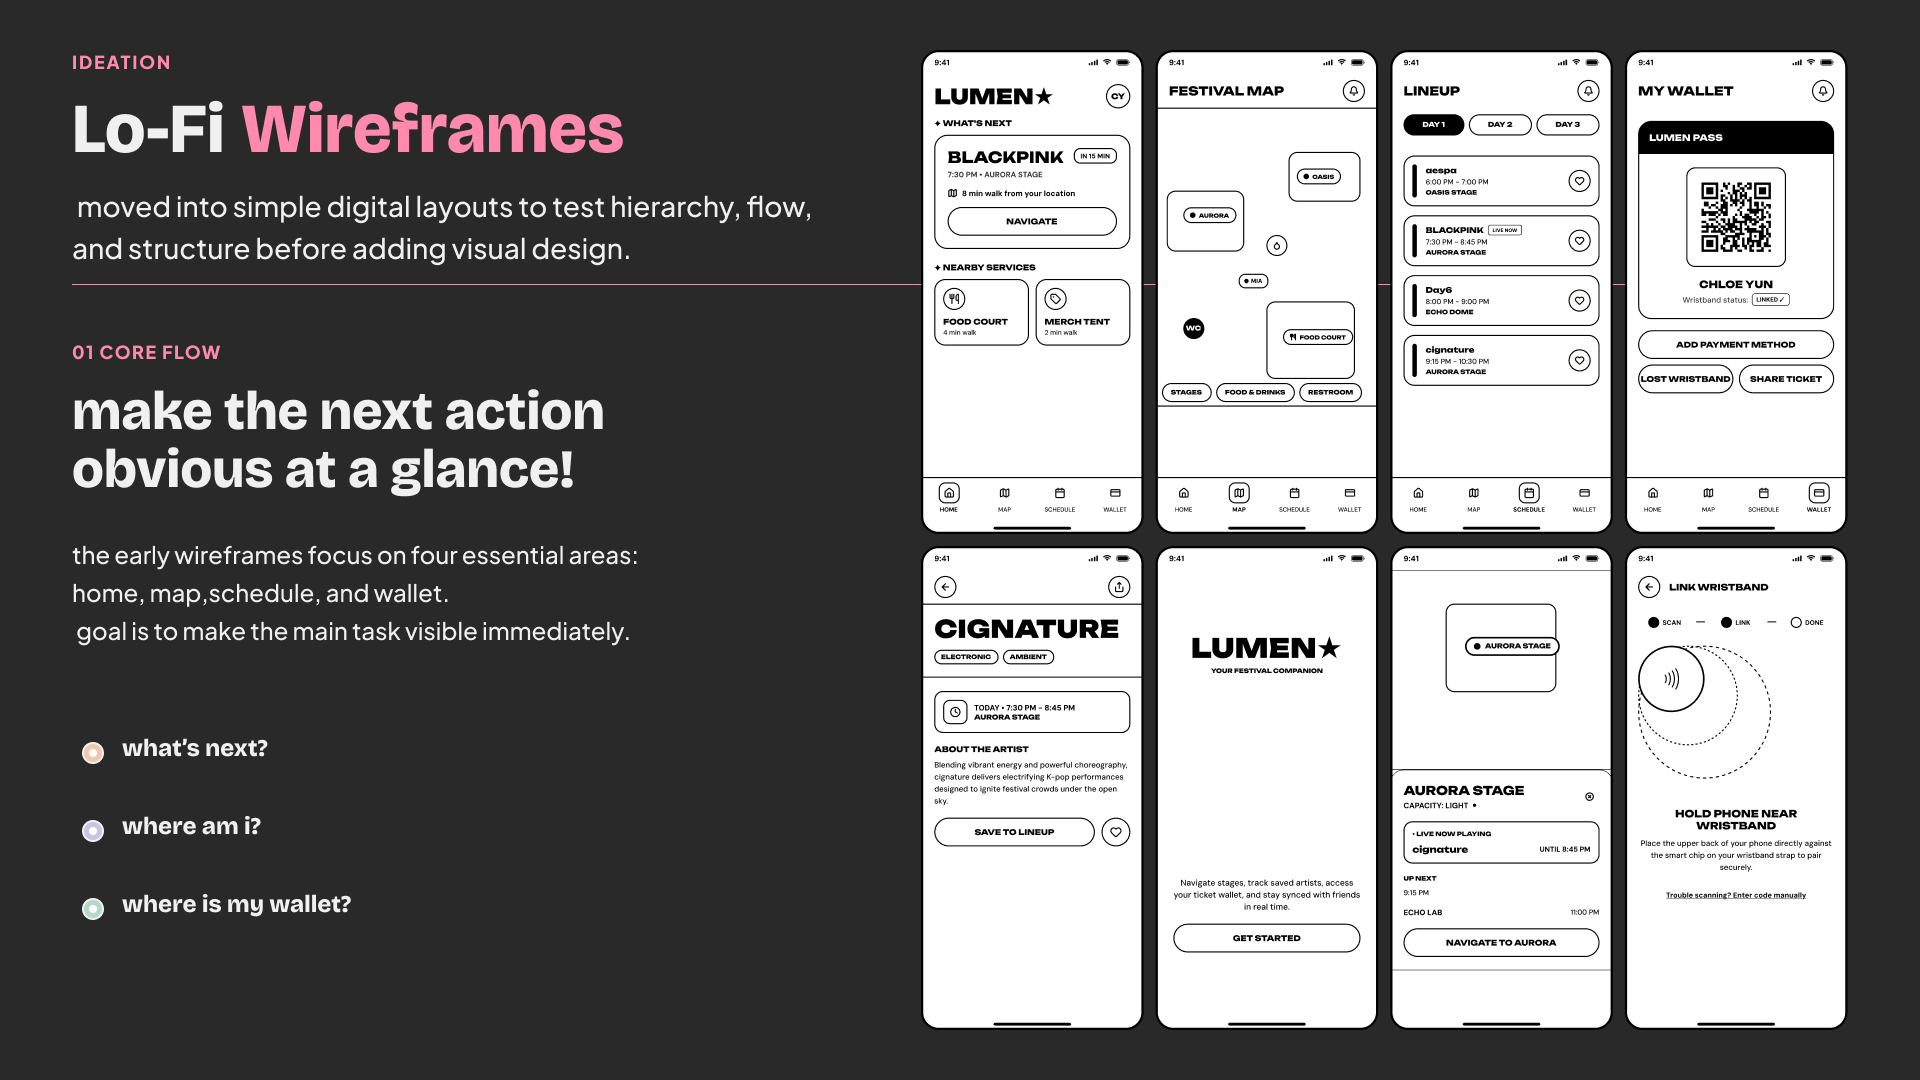 IDEATION
Lo-Fi Wireframes
moved into simple digital layouts to test hierarchy, flow,
and structure before adding visual design.
01 CORE FLOW
make the next action
obvious at a glance!
the early wireframes focus on four essential areas:
home, map,schedule, and wallet.
goal is to make the main task visible immediately.
what's next?
where am i?
where is my wallet?
9:41
LUMEN★
CY
✦ WHAT'S NEXT
BLACKPINK
IN 15 MIN
7:30 PM • AURORA STAGE
8 min walk from your location
NAVIGATE
✦ NEARBY SERVICES
FOOD COURT
4 min walk
MERCH TENT
2 min walk
HOME
MAP
SCHEDULE
WALLET
9:41
FESTIVAL MAP
OASIS
AURORA
MIA
WC
FOOD COURT
STAGES
FOOD & DRINKS
RESTROOM
HOME
MAP
SCHEDULE
WALLET
9:41
LINEUP
DAY 1
DAY 2
DAY 3
aespa
6:00 PM – 7:00 PM
OASIS STAGE
BLACKPINK
LIVE NOW
7:30 PM – 8:45 PM
AURORA STAGE
Day6
8:00 PM – 9:00 PM
ECHO DOME
cignature
9:15 PM – 10:30 PM
AURORA STAGE
HOME
MAP
SCHEDULE
WALLET
9:41
MY WALLET
LUMEN PASS
CHLOE YUN
Wristband status: LINKED ✓
ADD PAYMENT METHOD
LOST WRISTBAND
SHARE TICKET
HOME
MAP
SCHEDULE
WALLET
9:41
CIGNATURE
ELECTRONIC
AMBIENT
TODAY • 7:30 PM – 8:45 PM
AURORA STAGE
ABOUT THE ARTIST
Blending vibrant energy and powerful choreography,
cignature delivers electrifying K-pop performances
designed to ignite festival crowds under the open
sky.
SAVE TO LINEUP
9:41
LUMEN★
YOUR FESTIVAL COMPANION
Navigate stages, track saved artists, access
your ticket wallet, and stay synced with friends
in real time.
GET STARTED
9:41
AURORA STAGE
AURORA STAGE
CAPACITY: LIGHT •
• LIVE NOW PLAYING
cignature
UNTIL 8:45 PM
UP NEXT
9:15 PM
ECHO LAB
11:00 PM
NAVIGATE TO AURORA
9:41
LINK WRISTBAND
SCAN
LINK
DONE
HOLD PHONE NEAR
WRISTBAND
Place the upper back of your phone directly against
the smart chip on your wristband strap to pair
securely.
Trouble scanning? Enter code manually